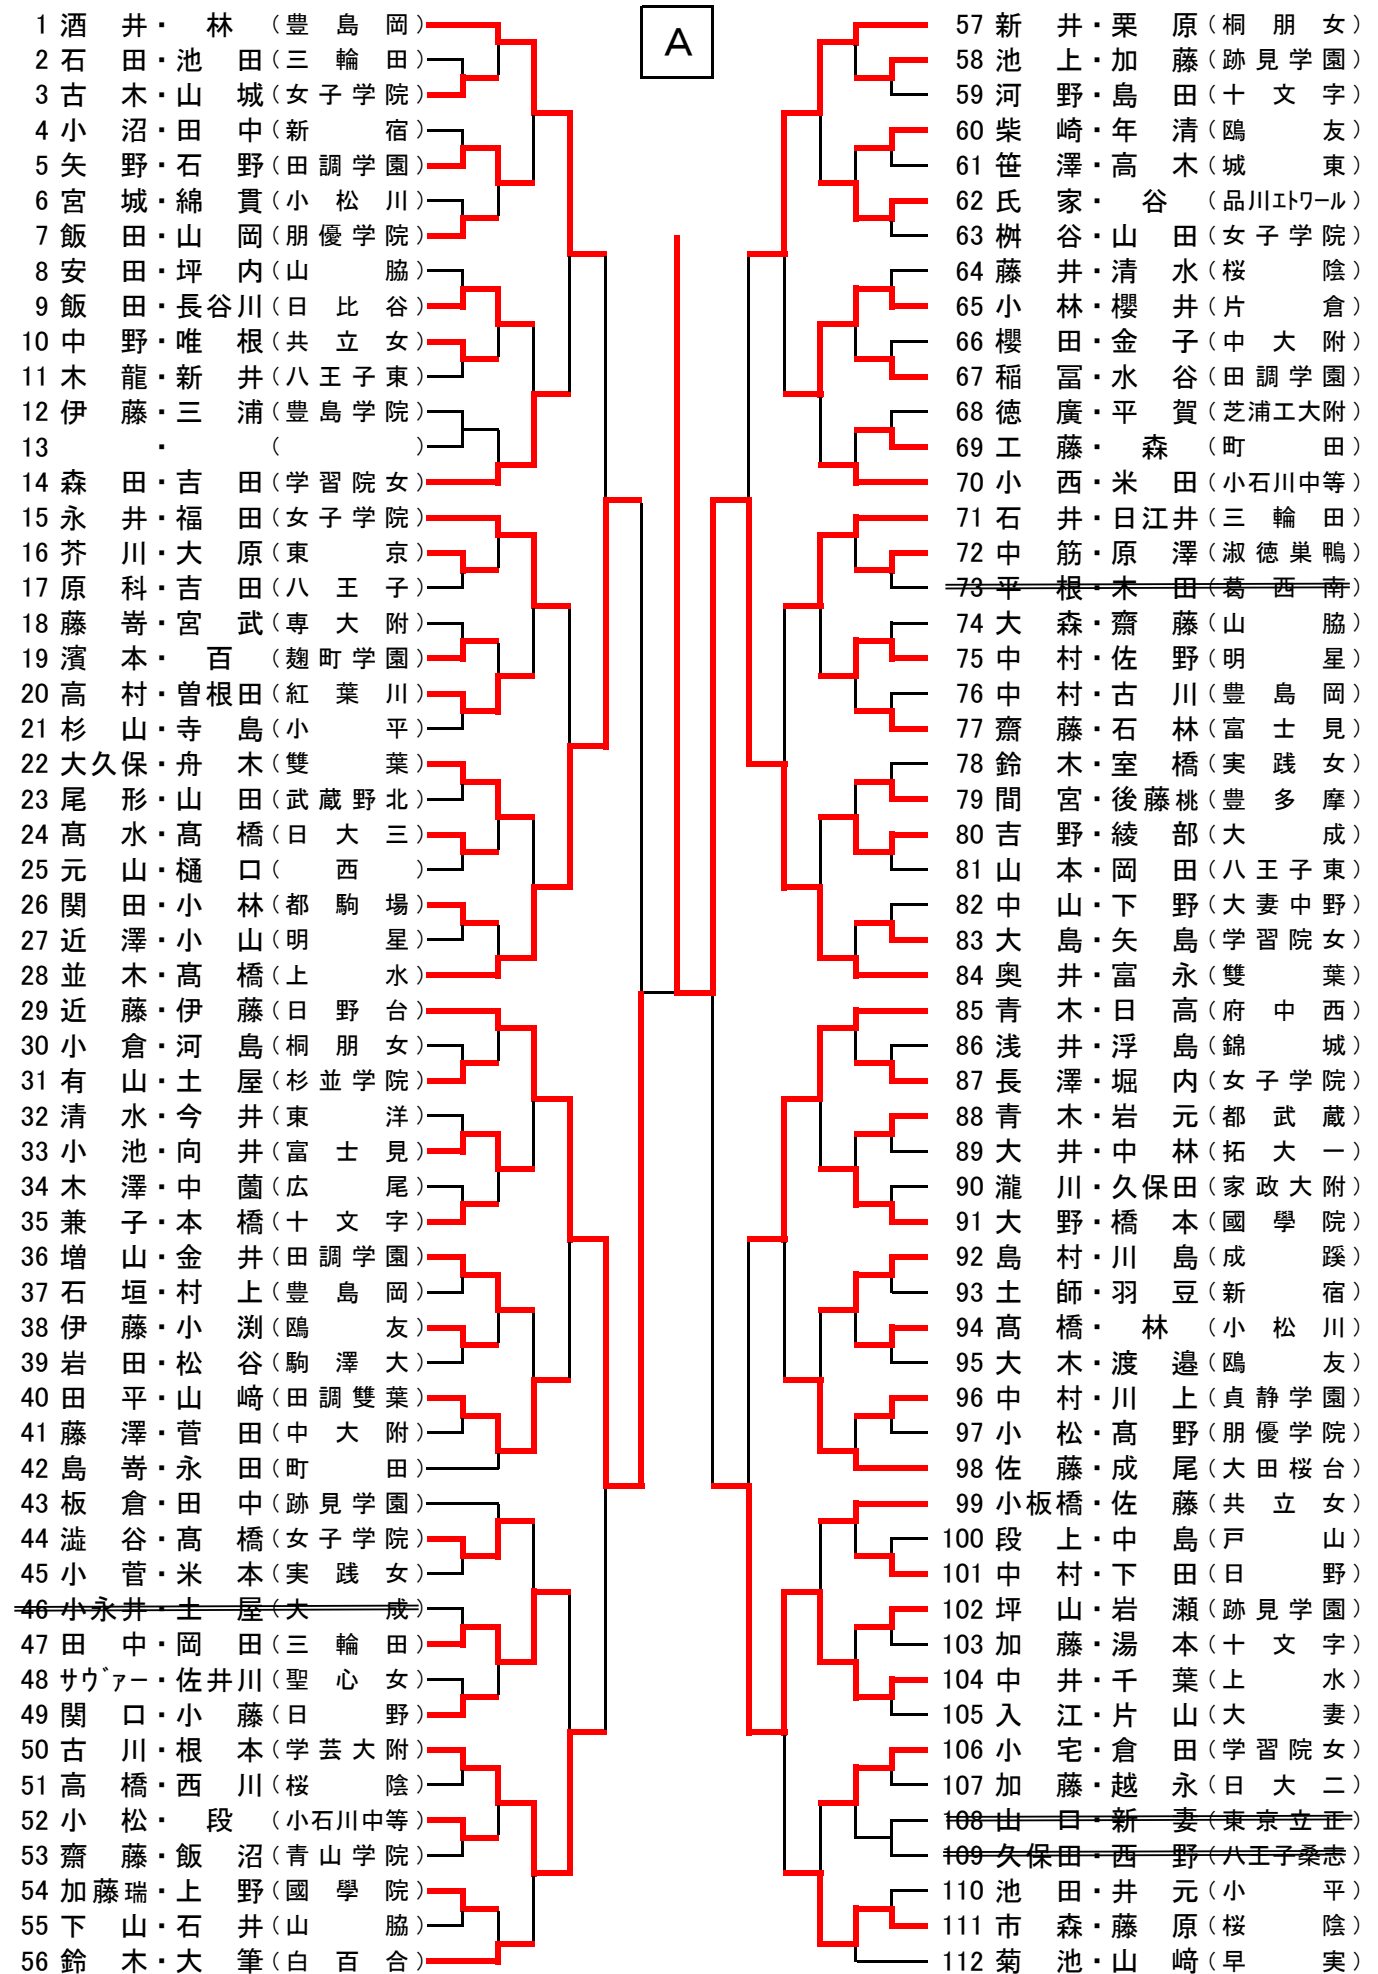 A
1 酒井・林(豊島岡)
2 石田・池田(三輪田)
3 古木・山城(女子学院)
4 小沼・田中(新宿)
5 矢野・石野(田調学園)
6 宮城・綿貫(小松川)
7 飯田・山岡(朋優学院)
8 安田・坪内(山脇)
9 飯田・長谷川(日比谷)
10 中野・唯根(共立女)
11 木龍・新井(八王子東)
12 伊藤・三浦(豊島学院)
13 ・( )
14 森田・吉田(学習院女)
15 永井・福田(女子学院)
16 芥川・大原(東京)
17 原科・吉田(八王子)
18 藤嵜・宮武(専大附)
19 濱本・百(麹町学園)
20 高村・曽根田(紅葉川)
21 杉山・寺島(小平)
22 大久保・舟木(雙葉)
23 尾形・山田(武蔵野北)
24 髙水・髙橋(日大三)
25 元山・樋口(西)
26 関田・小林(都駒場)
27 近澤・小山(明星)
28 並木・髙橋(上水)
29 近藤・伊藤(日野台)
30 小倉・河島(桐朋女)
31 有山・土屋(杉並学院)
32 清水・今井(東洋)
33 小池・向井(富士見)
34 木澤・中薗(広尾)
35 兼子・本橋(十文字)
36 増山・金井(田調学園)
37 石垣・村上(豊島岡)
38 伊藤・小渕(鴎友)
39 岩田・松谷(駒澤大)
40 田平・山﨑(田調雙葉)
41 藤澤・菅田(中大附)
42 島嵜・永田(町田)
43 板倉・田中(跡見学園)
44 澁谷・髙橋(女子学院)
45 小菅・米本(実践女)
46 小永井・土屋(大成)
47 田中・岡田(三輪田)
48 サヴァー・佐井川(聖心女)
49 関口・小藤(日野)
50 古川・根本(学芸大附)
51 高橋・西川(桜陰)
52 小松・段(小石川中等)
53 齋藤・飯沼(青山学院)
54 加藤瑞・上野(國學院)
55 下山・石井(山脇)
56 鈴木・大筆(白百合)
57 新井・栗原(桐朋女)
58 池上・加藤(跡見学園)
59 河野・島田(十文字)
60 柴崎・年清(鴎友)
61 笹澤・高木(城東)
62 氏家・谷(品川エトワール)
63 桝谷・山田(女子学院)
64 藤井・清水(桜陰)
65 小林・櫻井(片倉)
66 櫻田・金子(中大附)
67 稲冨・水谷(田調学園)
68 徳廣・平賀(芝浦工大附)
69 工藤・森(町田)
70 小西・米田(小石川中等)
71 石井・日江井(三輪田)
72 中筋・原澤(淑徳巣鴨)
73 平根・木田(葛西南)
74 大森・齋藤(山脇)
75 中村・佐野(明星)
76 中村・古川(豊島岡)
77 齋藤・石林(富士見)
78 鈴木・室橋(実践女)
79 間宮・後藤桃(豊多摩)
80 吉野・綾部(大成)
81 山本・岡田(八王子東)
82 中山・下野(大妻中野)
83 大島・矢島(学習院女)
84 奥井・富永(雙葉)
85 青木・日高(府中西)
86 浅井・浮島(錦城)
87 長澤・堀内(女子学院)
88 青木・岩元(都武蔵)
89 大井・中林(拓大一)
90 瀧川・久保田(家政大附)
91 大野・橋本(國學院)
92 島村・川島(成蹊)
93 土師・羽豆(新宿)
94 髙橋・林(小松川)
95 大木・渡邉(鴎友)
96 中村・川上(貞静学園)
97 小松・髙野(朋優学院)
98 佐藤・成尾(大田桜台)
99 小板橋・佐藤(共立女)
100 段上・中島(戸山)
101 中村・下田(日野)
102 坪山・岩瀬(跡見学園)
103 加藤・湯本(十文字)
104 中井・千葉(上水)
105 入江・片山(大妻)
106 小宅・倉田(学習院女)
107 加藤・越永(日大二)
108 山口・新妻(東京立正)
109 久保田・西野(八王子桑志)
110 池田・井元(小平)
111 市森・藤原(桜陰)
112 菊池・山﨑(早実)